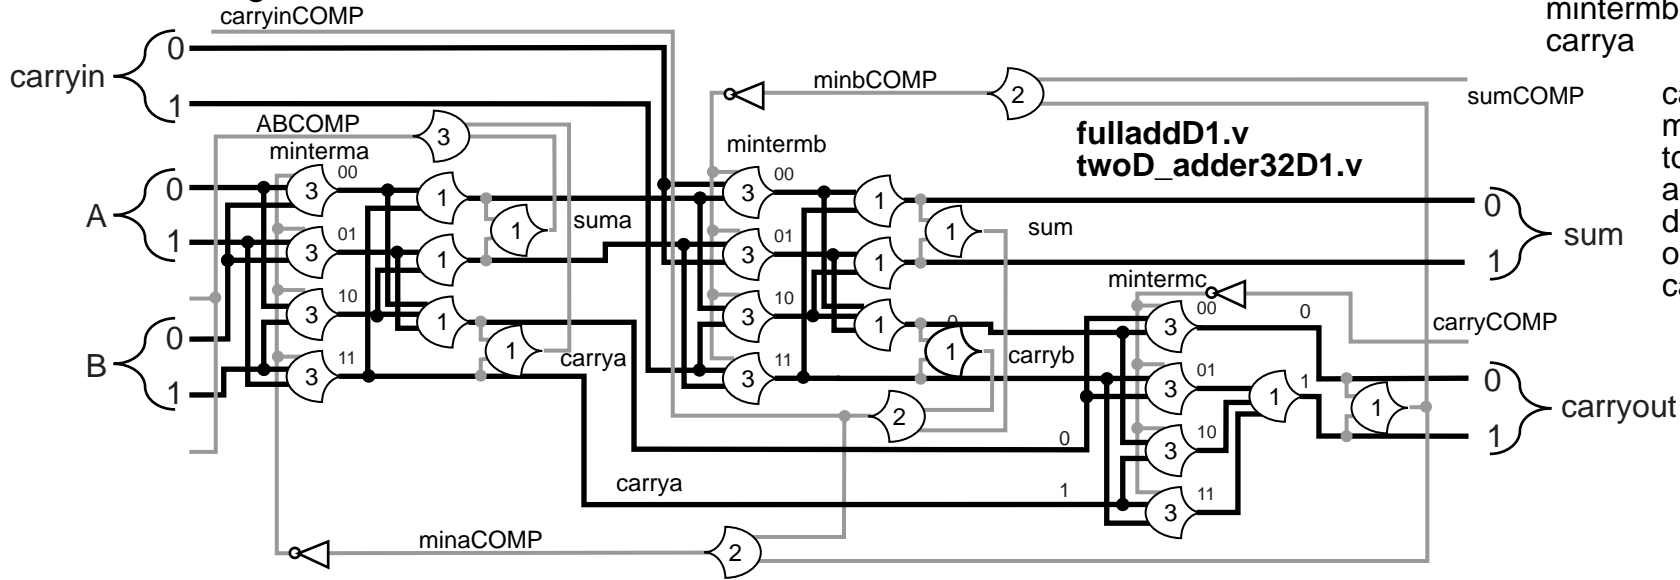 carryinCOMP
mintermb
carrya
0
carryin
1
minbCOMP
2
sumCOMP
ABCOMP
3
fulladdD1.v
twoD_adder32D1.v
minterma
mintermb
00
00
A
0
3
1
3
1
0
1
suma
1
sum
sum
01
01
1
3
1
3
1
1
mintermc
10
10
00
0
3
1
3
1
0
3
carryCOMP
B
0
1
carrya
1
carryb
11
11
01
1
0
3
3
3
1
1
carryout
1
2
0
10
3
1
carrya
1
11
3
minaCOMP
2